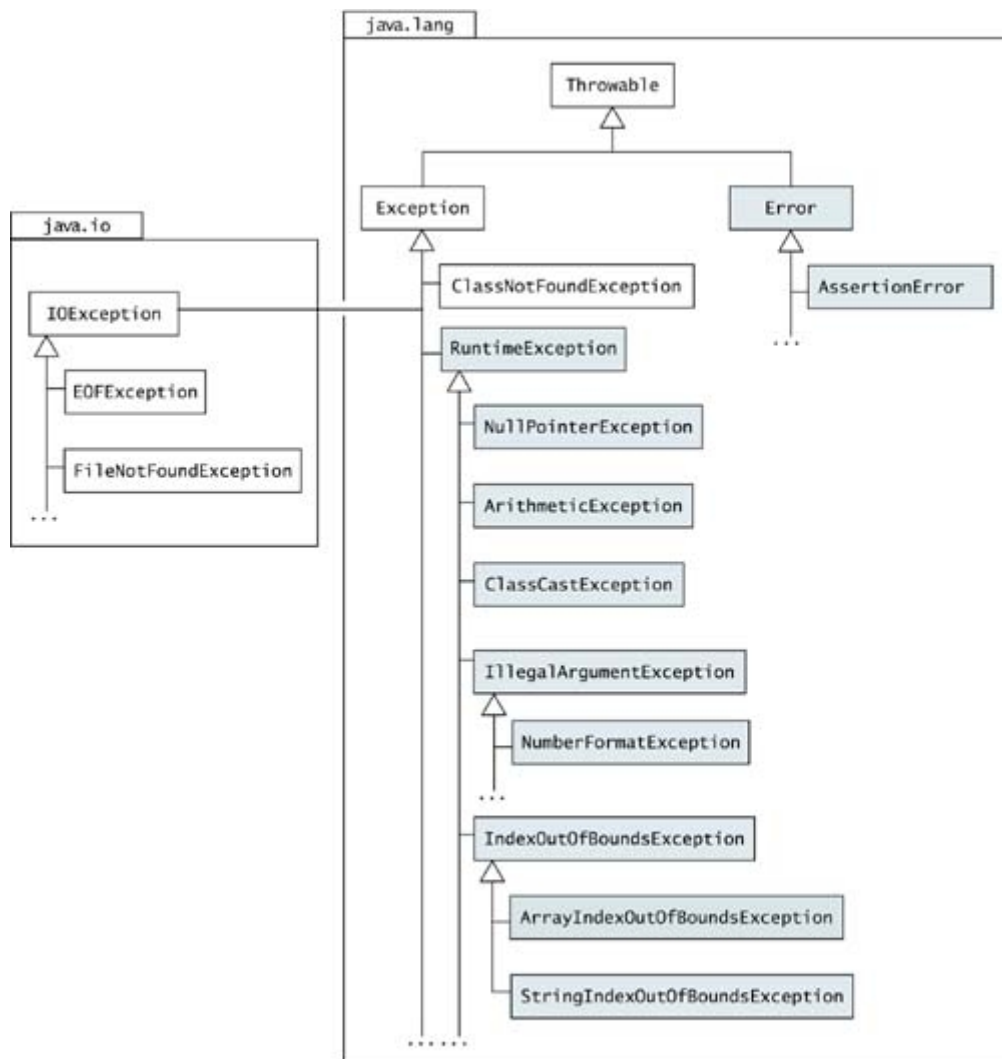 java.lang
Throwable
Exception
Error
java.io
ClassNotFoundException
AssertionError
IOException
...
RuntimeException
EOFException
NullPointerException
FileNotFoundException
ArithmeticException
...
ClassCastException
IllegalArgumentException
NumberFormatException
...
IndexOutOfBoundsException
ArrayIndexOutOfBoundsException
StringIndexOutOfBoundsException
... ...